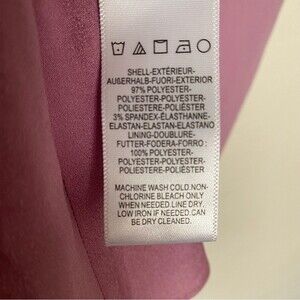 SHELL-EXTÉRIEUR-
AUßERHALB-FUORI-EXTERIOR
97% POLYESTER-
POLYESTER-POLYESTER-
POLIESTERE-POLIÉSTER
3% SPANDEX-ÉLASTHANNE-
ELASTAN-ELASTAN-ELASTANO
LINING-DOUBLURE-
FUTTER-FODERA-FORRO :
100% POLYESTER-
POLYESTER-POLYESTER-
POLIESTERE-POLIÉSTER
MACHINE WASH COLD.NON-
CHLORINE BLEACH ONLY
WHEN NEEDED.LINE DRY.
LOW IRON IF NEEDED.CAN
BE DRY CLEANED.